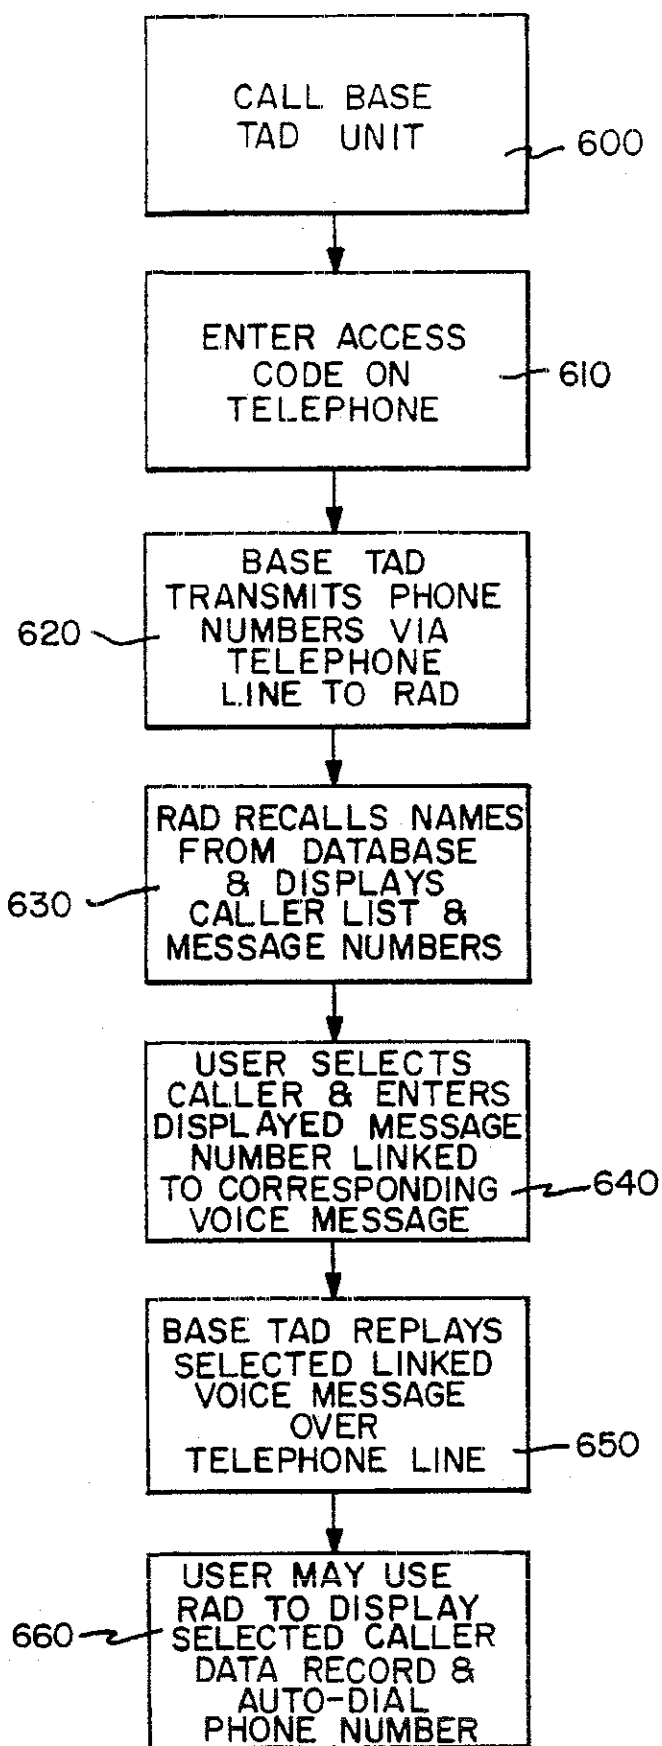 CALL BASE
TAD UNIT
600
ENTER ACCESS
CODE ON
TELEPHONE
610
BASE TAD
TRANSMITS PHONE
NUMBERS VIA
TELEPHONE
LINE TO RAD
620
RAD RECALLS NAMES
FROM DATABASE
& DISPLAYS
CALLER LIST &
MESSAGE NUMBERS
630
USER SELECTS
CALLER & ENTERS
DISPLAYED MESSAGE
NUMBER LINKED
TO CORRESPONDING
VOICE MESSAGE
640
BASE TAD REPLAYS
SELECTED LINKED
VOICE MESSAGE
OVER
TELEPHONE LINE
650
USER MAY USE
RAD TO DISPLAY
SELECTED CALLER
DATA RECORD &
AUTO-DIAL
PHONE NUMBER
660